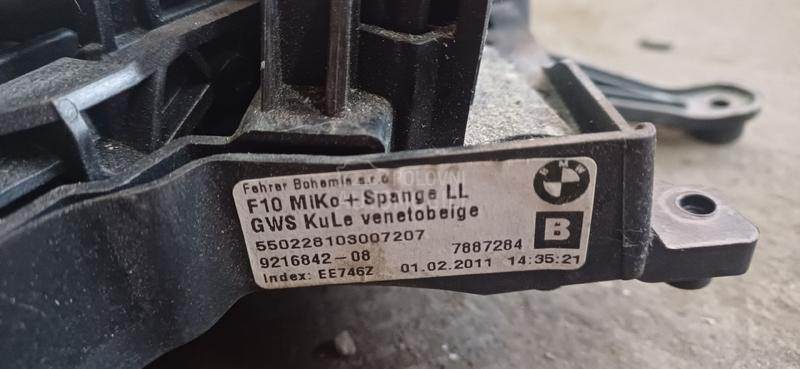 Fehrer Bohemia s.r.o
F10 MiKo+Spange LL
GWS KuLe venetobeige
550228103007207
9216842-08 7887284
Index: EE746Z 01.02.2011 14:35:21
BMW
B
POLOVNI